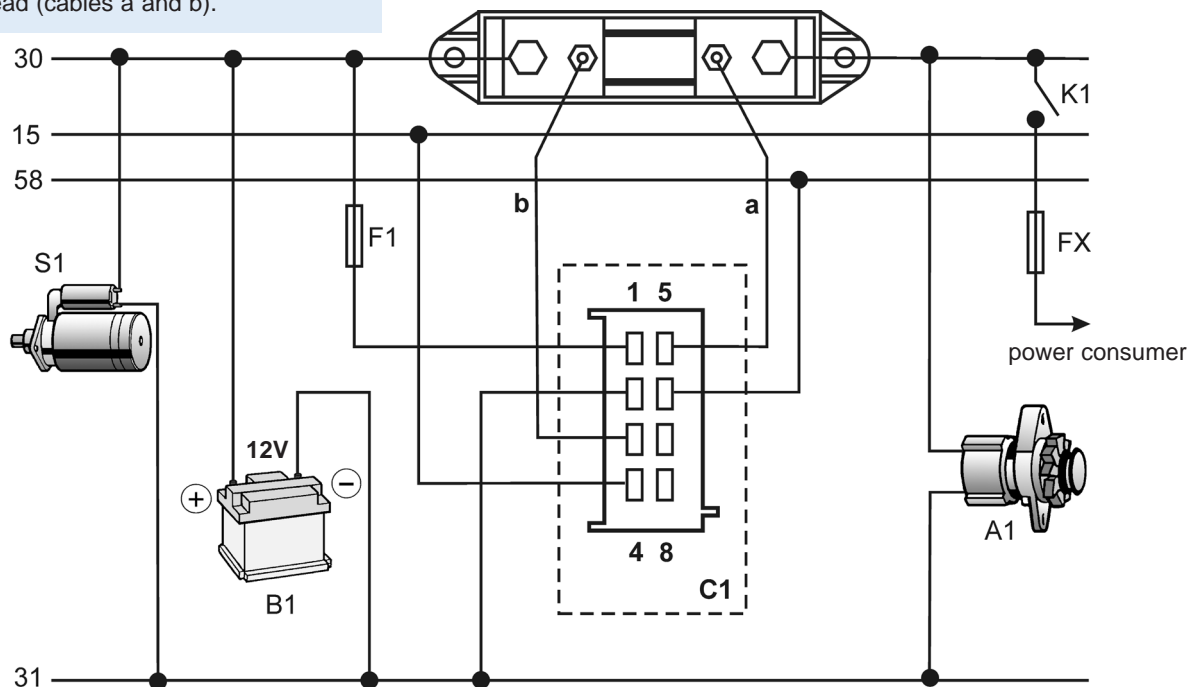 (cables a and b).
30
K1
15
58
b
a
F1
FX
S1
1 5
power consumer
12V
+
−
A1
4 8
C1
B1
31